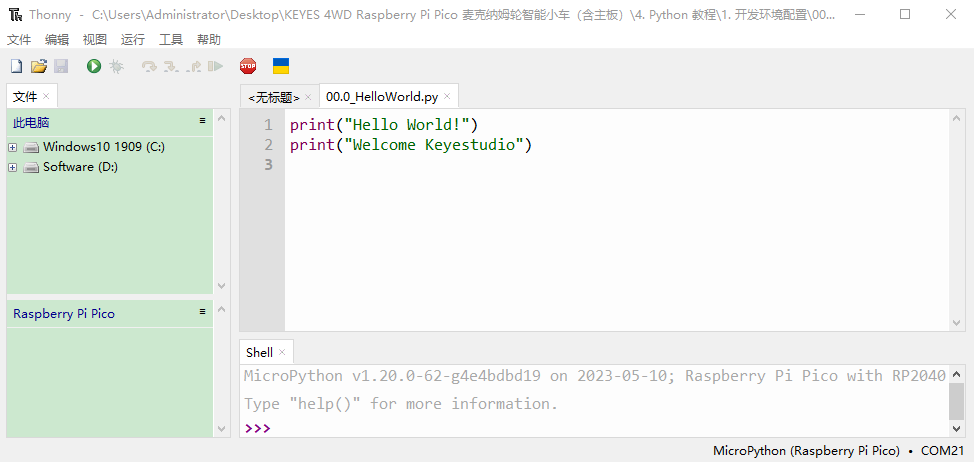 Thonny - C:\Users\Administrator\Desktop\KEYES 4WD Raspberry Pi Pico 麦克纳姆轮智能小车（含主板）\4. Python 教程\1. 开发环境配置\00...
文件 编辑 视图 运行 工具 帮助
STOP
文件
此电脑
Windows10 1909 (C:)
Software (D:)
Raspberry Pi Pico
<无标题> 00.0_HelloWorld.py
1 print("Hello World!")
2 print("Welcome Keyestudio")
3
Shell
MicroPython v1.20.0-62-g4e4bdbd19 on 2023-05-10; Raspberry Pi Pico with RP2040
Type "help()" for more information.
>>>
MicroPython (Raspberry Pi Pico) • COM21